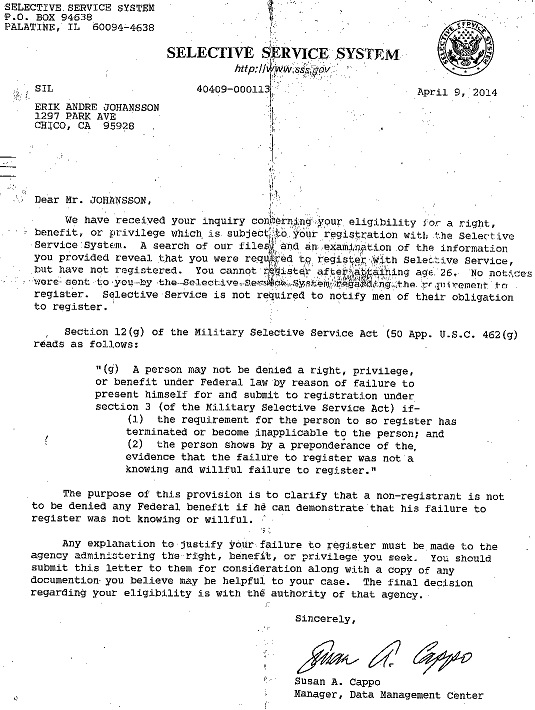 SELECTIVE SERVICE SYSTEM
P.O. BOX 94638
PALATINE, IL 60094-4638
SELECTIVE SERVICE SYSTEM
http://www.sss.gov
SELECTIVE SERVICE SYSTEM
SIL 40409-000113 April 9, 2014
ERIK ANDRE JOHANSSON
1297 PARK AVE
CHICO, CA 95928
Dear Mr. JOHANSSON,
We have received your inquiry concerning your eligibility for a right,
benefit, or privilege which is subject to your registration with the Selective
Service System. A search of our files and an examination of the information
you provided reveal that you were required to register with Selective Service,
but have not registered. You cannot register after attaining age 26. No notices
were sent to you by the Selective Service System regarding the requirement to
register. Selective Service is not required to notify men of their obligation
to register.
Section 12(g) of the Military Selective Service Act (50 App. U.S.C. 462(g)
reads as follows:
"(g) A person may not be denied a right, privilege,
or benefit under Federal law by reason of failure to
present himself for and submit to registration under
section 3 (of the Military Selective Service Act) if-
(1) the requirement for the person to so register has
terminated or become inapplicable to the person; and
(2) the person shows by a preponderance of the
evidence that the failure to register was not a
knowing and willful failure to register."
The purpose of this provision is to clarify that a non-registrant is not
to be denied any Federal benefit if he can demonstrate that his failure to
register was not knowing or willful.
Any explanation to justify your failure to register must be made to the
agency administering the right, benefit, or privilege you seek. You should
submit this letter to them for consideration along with a copy of any
documention you believe may be helpful to your case. The final decision
regarding your eligibility is with the authority of that agency.
Sincerely,
Susan A. Cappo
Susan A. Cappo
Manager, Data Management Center